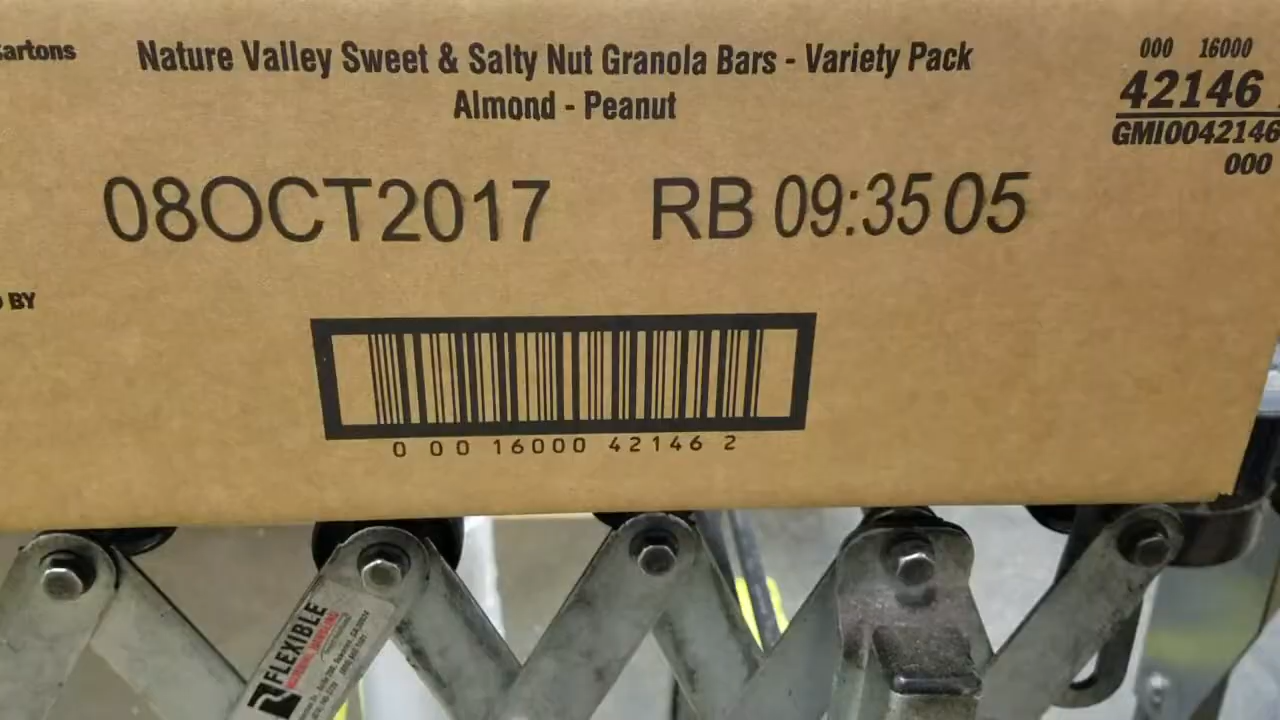 Cartons
Nature Valley Sweet & Salty Nut Granola Bars - Variety Pack
Almond - Peanut
000 16000
42146
GMI0042146
000
08OCT2017 RB 09:35 05
BY
0 00 16000 42146 2
FLEXIBLE